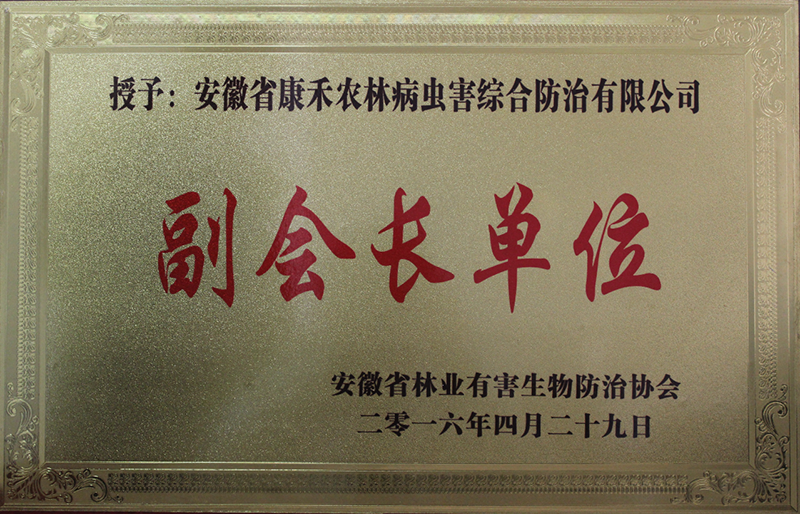 授予：安徽省康禾农林病虫害综合防治有限公司
副会长单位
安徽省林业有害生物防治协会
二零一六年四月二十九日